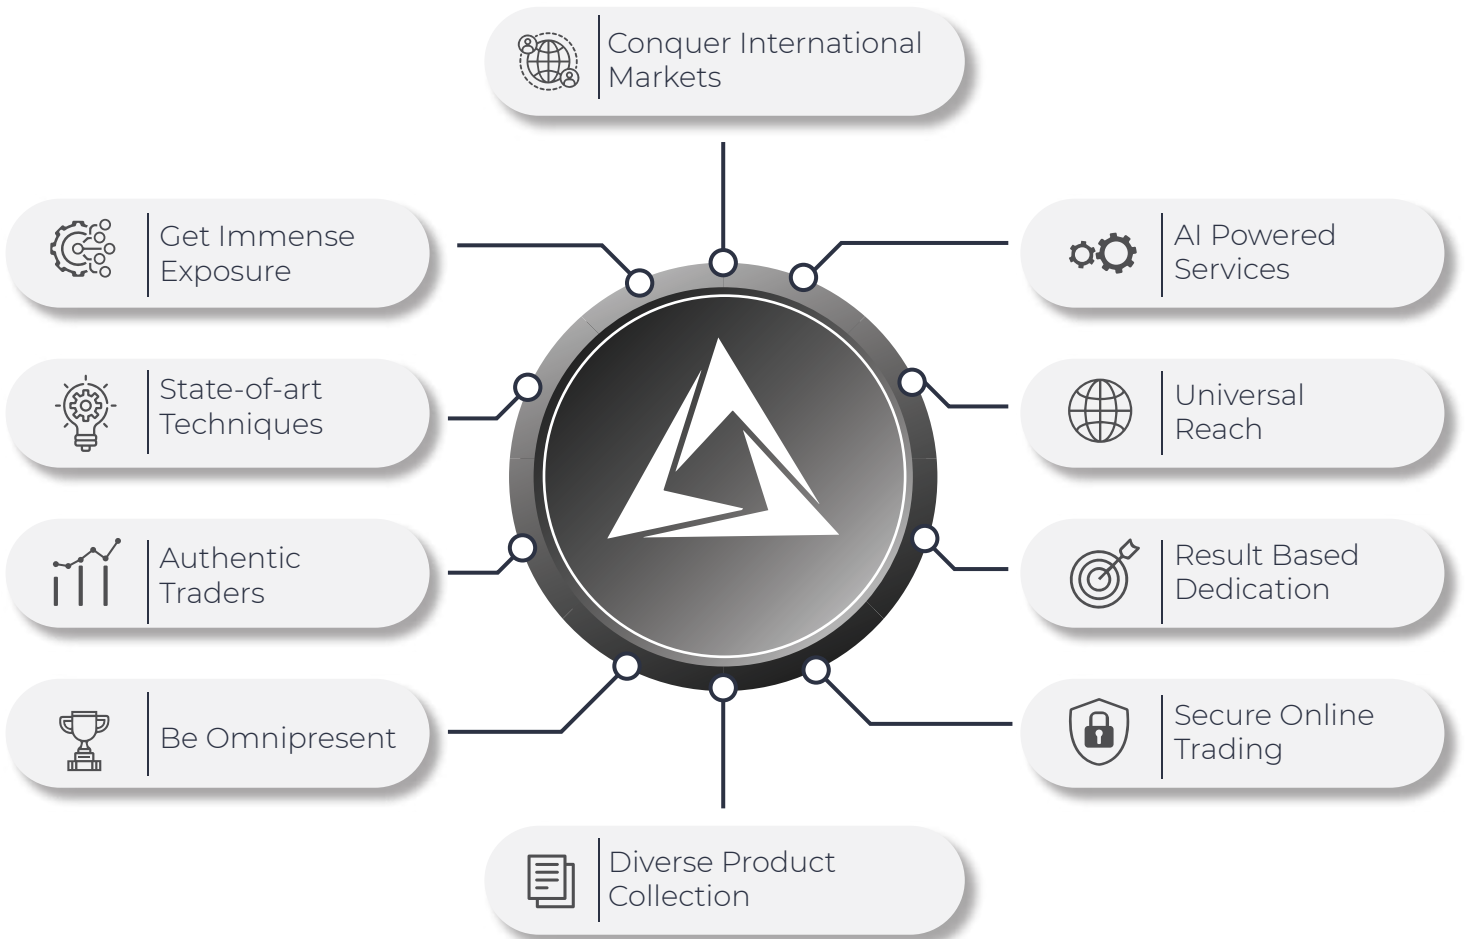 Conquer International
Markets
Get Immense
Exposure
AI Powered
Services
State-of-art
Techniques
Universal
Reach
Authentic
Traders
Result Based
Dedication
Be Omnipresent
Secure Online
Trading
Diverse Product
Collection